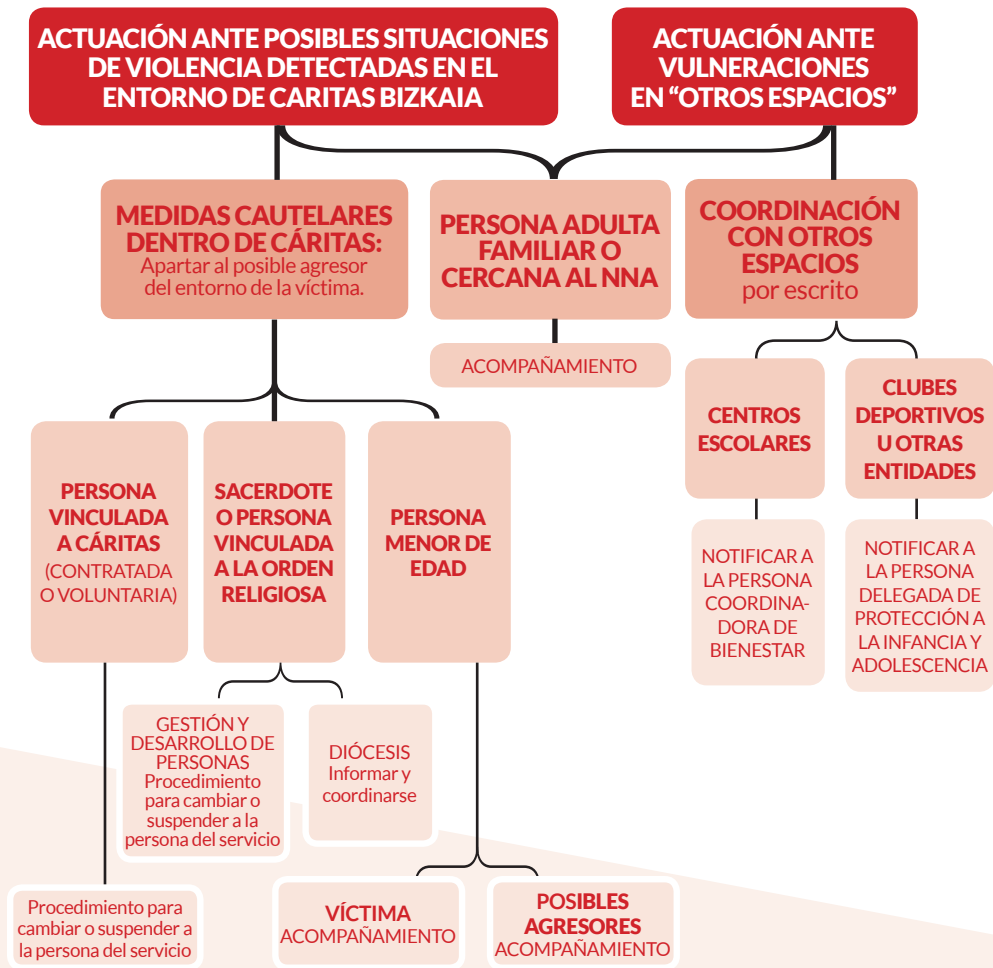 ACTUACIÓN ANTE POSIBLES SITUACIONES
DE VIOLENCIA DETECTADAS EN EL
ENTORNO DE CARITAS BIZKAIA
ACTUACIÓN ANTE
VULNERACIONES
EN “OTROS ESPACIOS”
MEDIDAS CAUTELARES
DENTRO DE CÁRITAS:
Apartar al posible agresor
del entorno de la víctima.
PERSONA ADULTA
FAMILIAR O
CERCANA AL NNA
COORDINACIÓN
CON OTROS
ESPACIOS
por escrito
ACOMPAÑAMIENTO
CENTROS
ESCOLARES
CLUBES
DEPORTIVOS
U OTRAS
ENTIDADES
PERSONA
VINCULADA
A CÁRITAS
(CONTRATADA
O VOLUNTARIA)
SACERDOTE
O PERSONA
VINCULADA
A LA ORDEN
RELIGIOSA
PERSONA
MENOR DE
EDAD
NOTIFICAR A
LA PERSONA
COORDINA-
DORA DE
BIENESTAR
NOTIFICAR A
LA PERSONA
DELEGADA DE
PROTECCIÓN A
LA INFANCIA Y
ADOLESCENCIA
GESTIÓN Y
DESARROLLO DE
PERSONAS
Procedimiento
para cambiar o
suspender a la
persona del servicio
DIÓCESIS
Informar y
coordinarse
Procedimiento para
cambiar o suspender a
la persona del servicio
VÍCTIMA
ACOMPAÑAMIENTO
POSIBLES
AGRESORES
ACOMPAÑAMIENTO